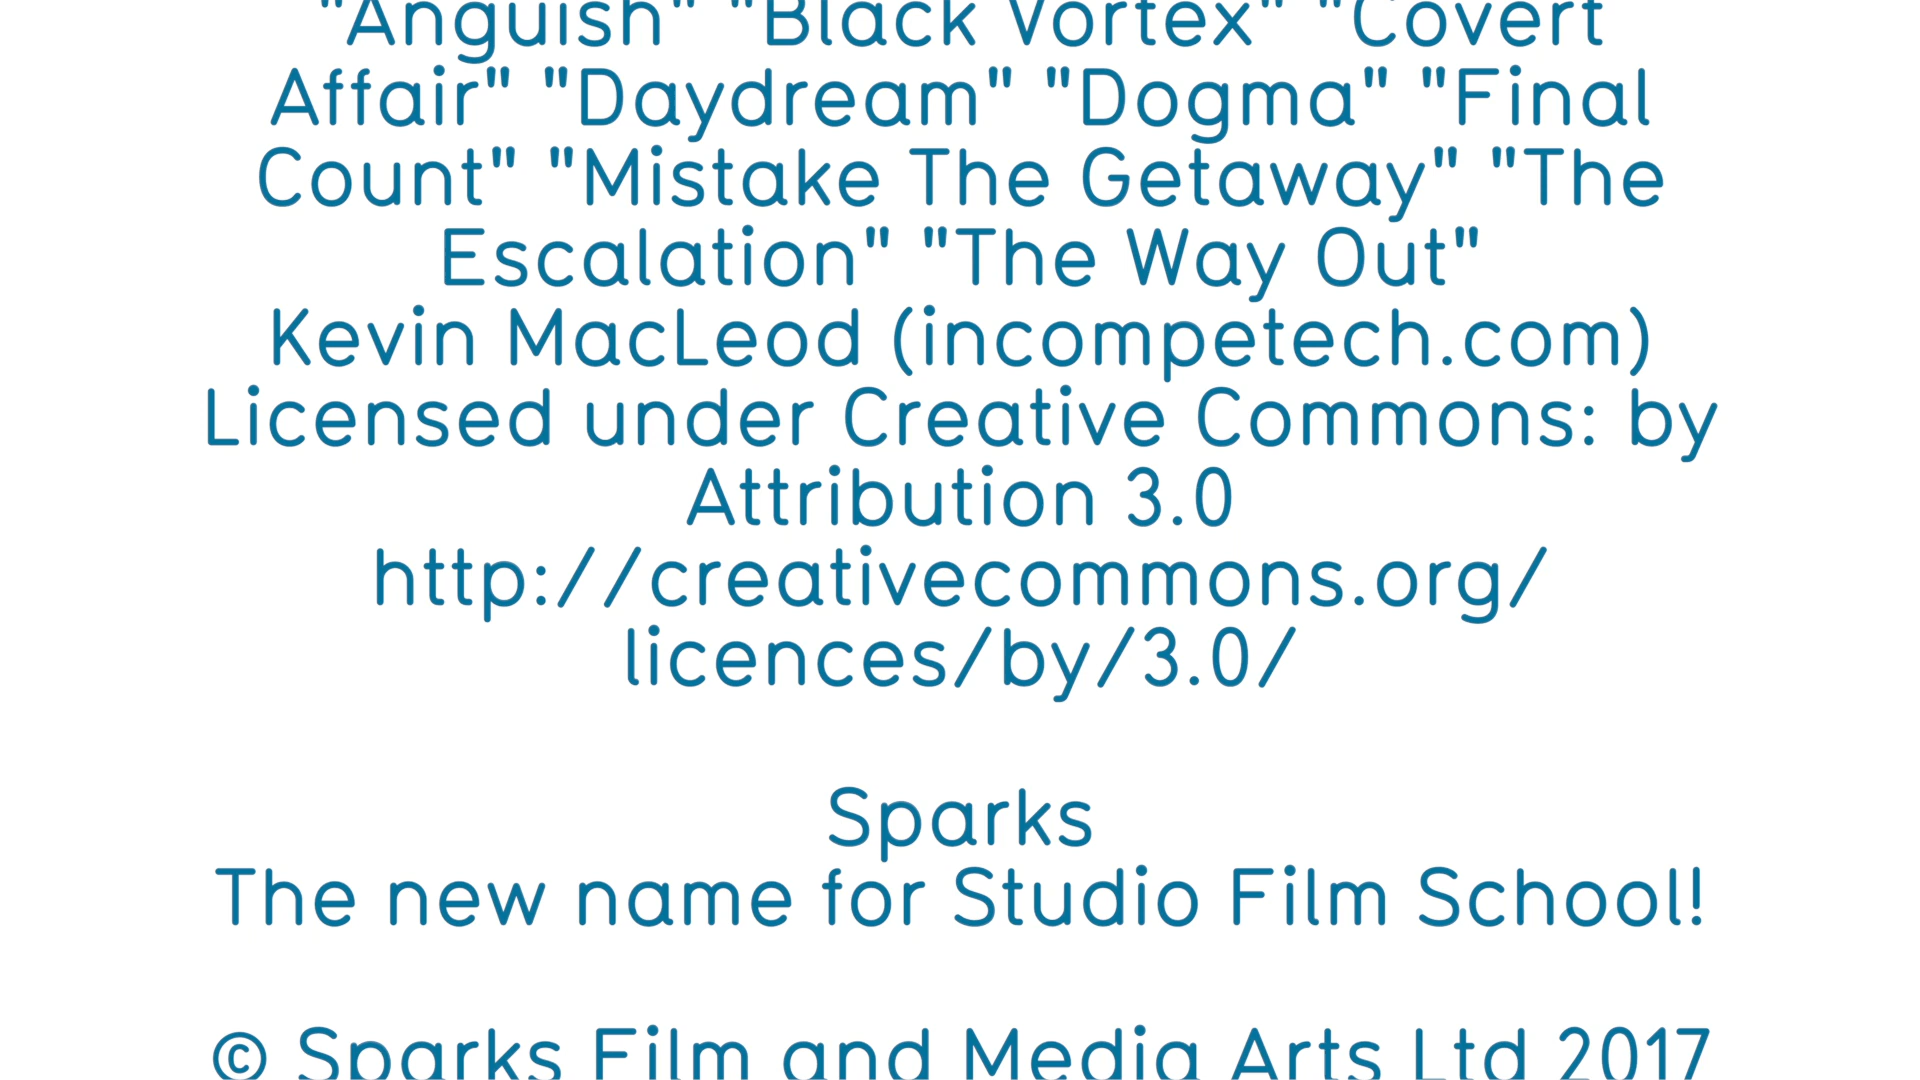 "Anguish" "Black Vortex" "Covert
Affair" "Daydream" "Dogma" "Final
Count" "Mistake The Getaway" "The
Escalation" "The Way Out"
Kevin MacLeod (incompetech.com)
Licensed under Creative Commons: by
Attribution 3.0
http://creativecommons.org/
licences/by/3.0/
Sparks
The new name for Studio Film School!
© Sparks Film and Media Arts Ltd 2017